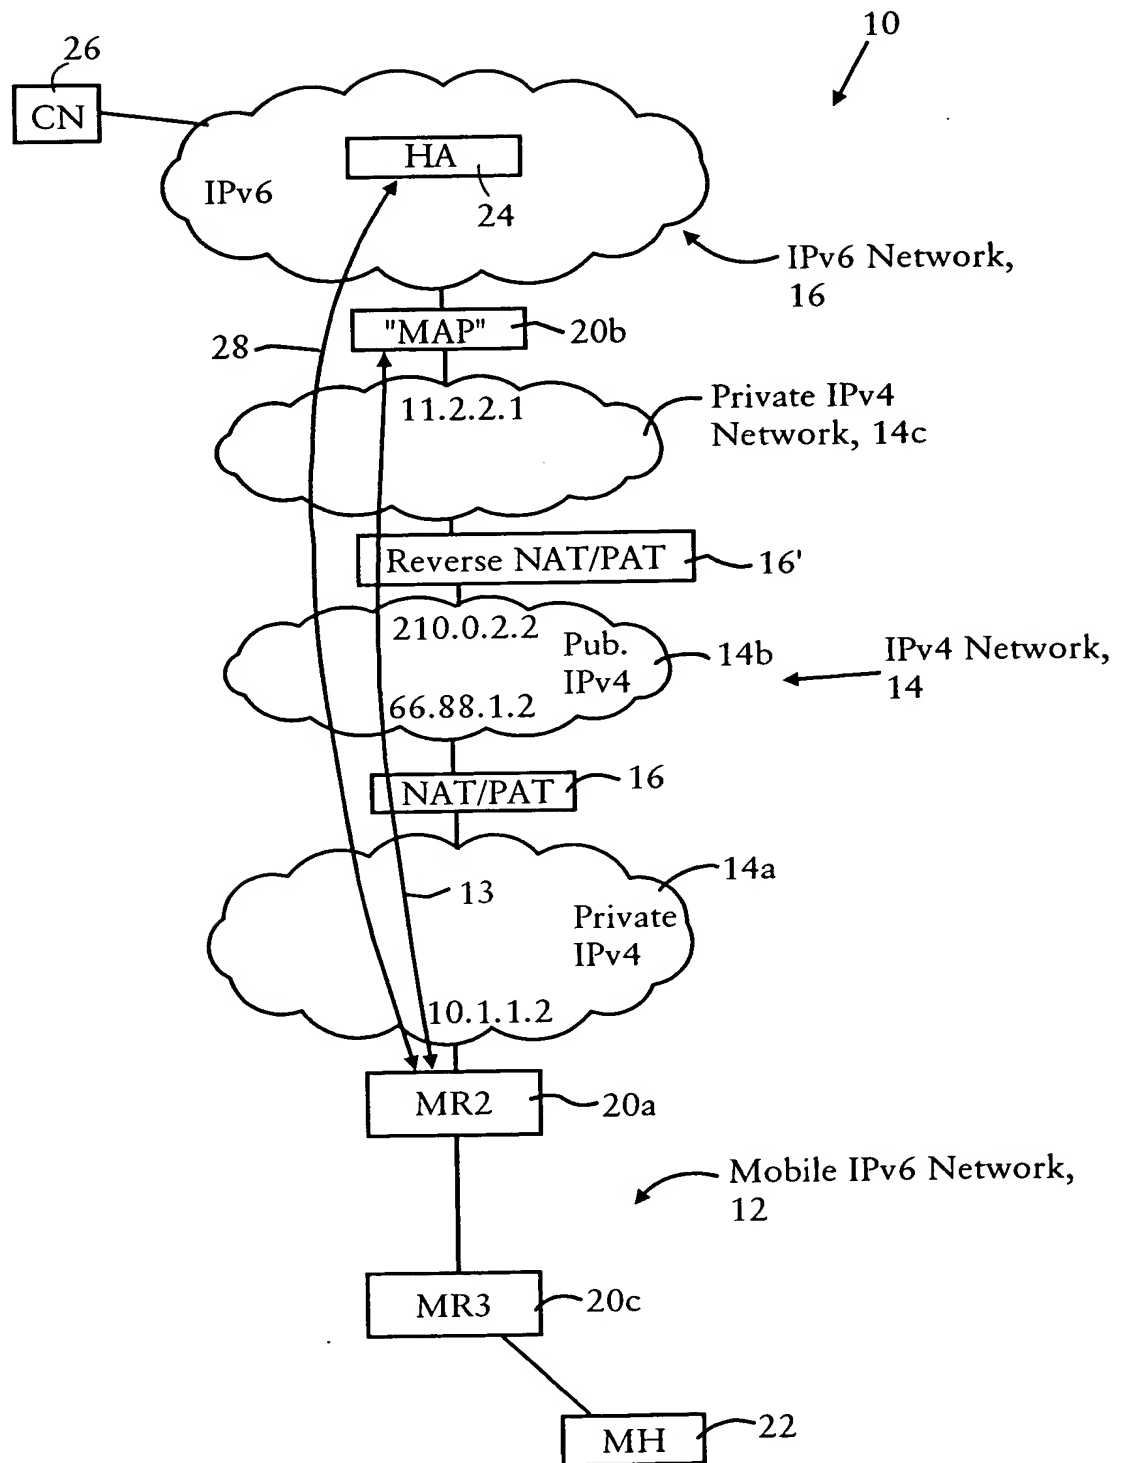 10
26
CN
HA
IPv6
24
IPv6 Network,
16
"MAP"
20b
28
11.2.2.1
Private IPv4
Network, 14c
Reverse NAT/PAT
16'
210.0.2.2
Pub.
IPv4
14b
IPv4 Network,
14
66.88.1.2
NAT/PAT
16
14a
13
Private
IPv4
10.1.1.2
MR2
20a
Mobile IPv6 Network,
12
MR3
20c
MH
22